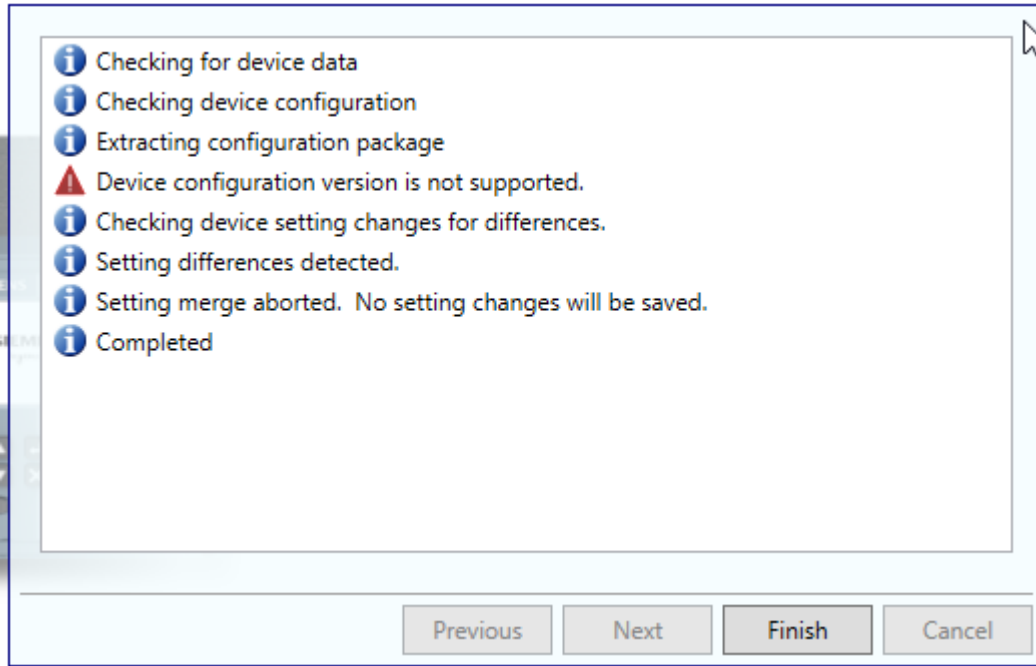 Checking for device data
Checking device configuration
Extracting configuration package
Device configuration version is not supported.
Checking device setting changes for differences.
Setting differences detected.
Setting merge aborted.  No setting changes will be saved.
Completed
Previous
Next
Finish
Cancel